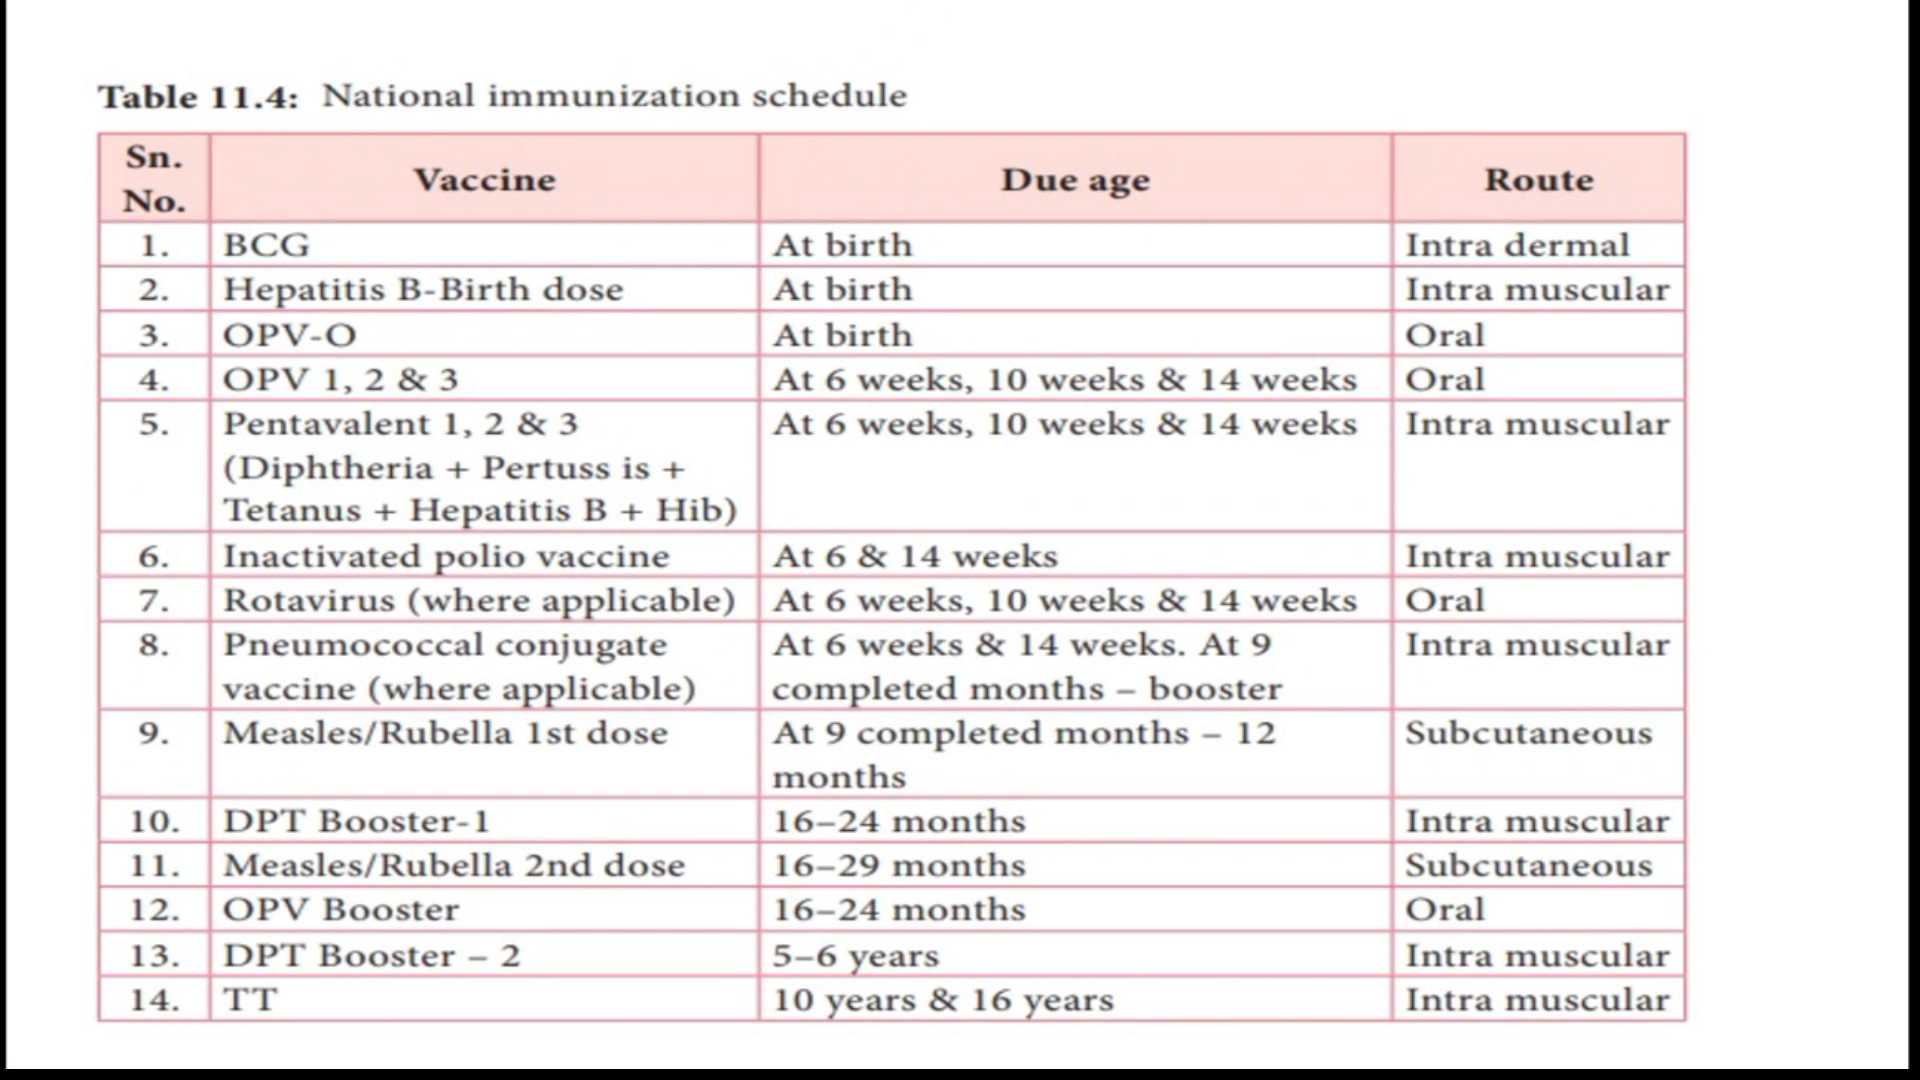 Table 11.4: National immunization schedule
Sn. No. Vaccine Due age Route
1. BCG At birth Intra dermal
2. Hepatitis B-Birth dose At birth Intra muscular
3. OPV-O At birth Oral
4. OPV 1, 2 & 3 At 6 weeks, 10 weeks & 14 weeks Oral
5. Pentavalent 1, 2 & 3 At 6 weeks, 10 weeks & 14 weeks Intra muscular
(Diphtheria + Pertuss is +
Tetanus + Hepatitis B + Hib)
6. Inactivated polio vaccine At 6 & 14 weeks Intra muscular
7. Rotavirus (where applicable) At 6 weeks, 10 weeks & 14 weeks Oral
8. Pneumococcal conjugate At 6 weeks & 14 weeks. At 9 Intra muscular
vaccine (where applicable) completed months – booster
9. Measles/Rubella 1st dose At 9 completed months – 12 Subcutaneous
months
10. DPT Booster-1 16–24 months Intra muscular
11. Measles/Rubella 2nd dose 16–29 months Subcutaneous
12. OPV Booster 16–24 months Oral
13. DPT Booster – 2 5–6 years Intra muscular
14. TT 10 years & 16 years Intra muscular